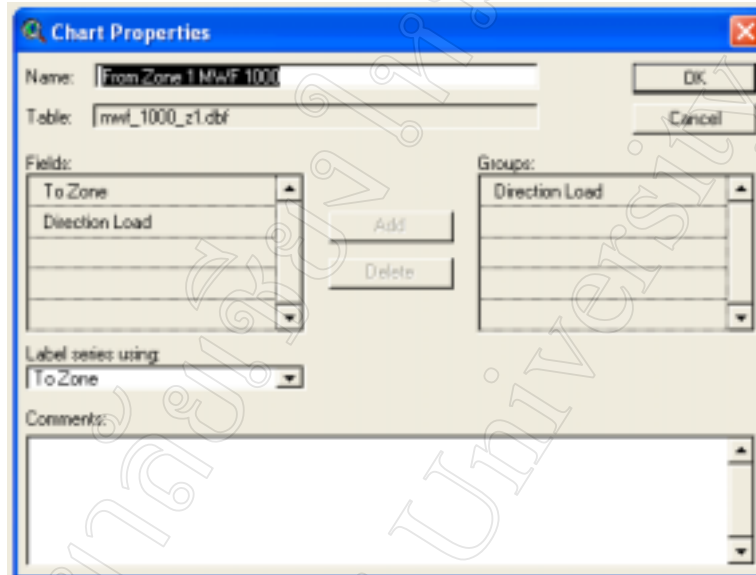 Chart Properties
Name: From Zone 1 MWF 1000
OK
Table: mwf_1000_z1.dbf
Cancel
Fields:
Groups:
To Zone
Direction Load
Direction Load
Add
Delete
Label series using:
To Zone
Comments:
University